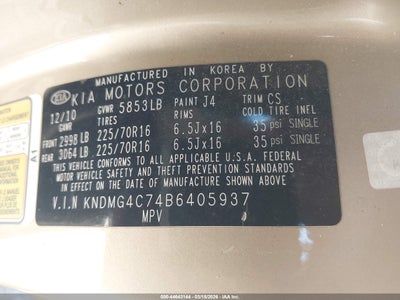 MANUFACTURED IN KOREA BY
KIA KIA MOTORS CORPORATION
12/10 GVWR 5853LB PAINT J4 TRIM CS
GAWR TIRES COLD TIRE INFL
FRONT 2998 LB 225/70R16 6.5Jx16 35 psi SINGLE
REAR 3064 LB 225/70R16 6.5Jx16 35 psi SINGLE
THIS VEHICLE CONFORMS TO ALL APPLICABLE U.S.A. FEDERAL
MOTOR VEHICLE SAFETY, BUMPER, AND THEFT PREVENTION STANDARDS
IN EFFECT ON THE DATE OF MANUFACTURE SHOWN ABOVE.
V.I.N KNDMG4C74B6405937
MPV
A1